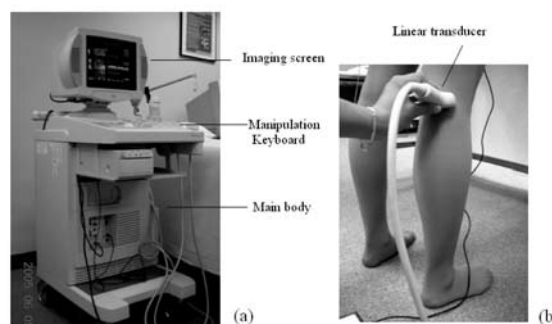 Imaging screen
Manipulation
Keyboard
Main body
(a)
Linear transducer
(b)